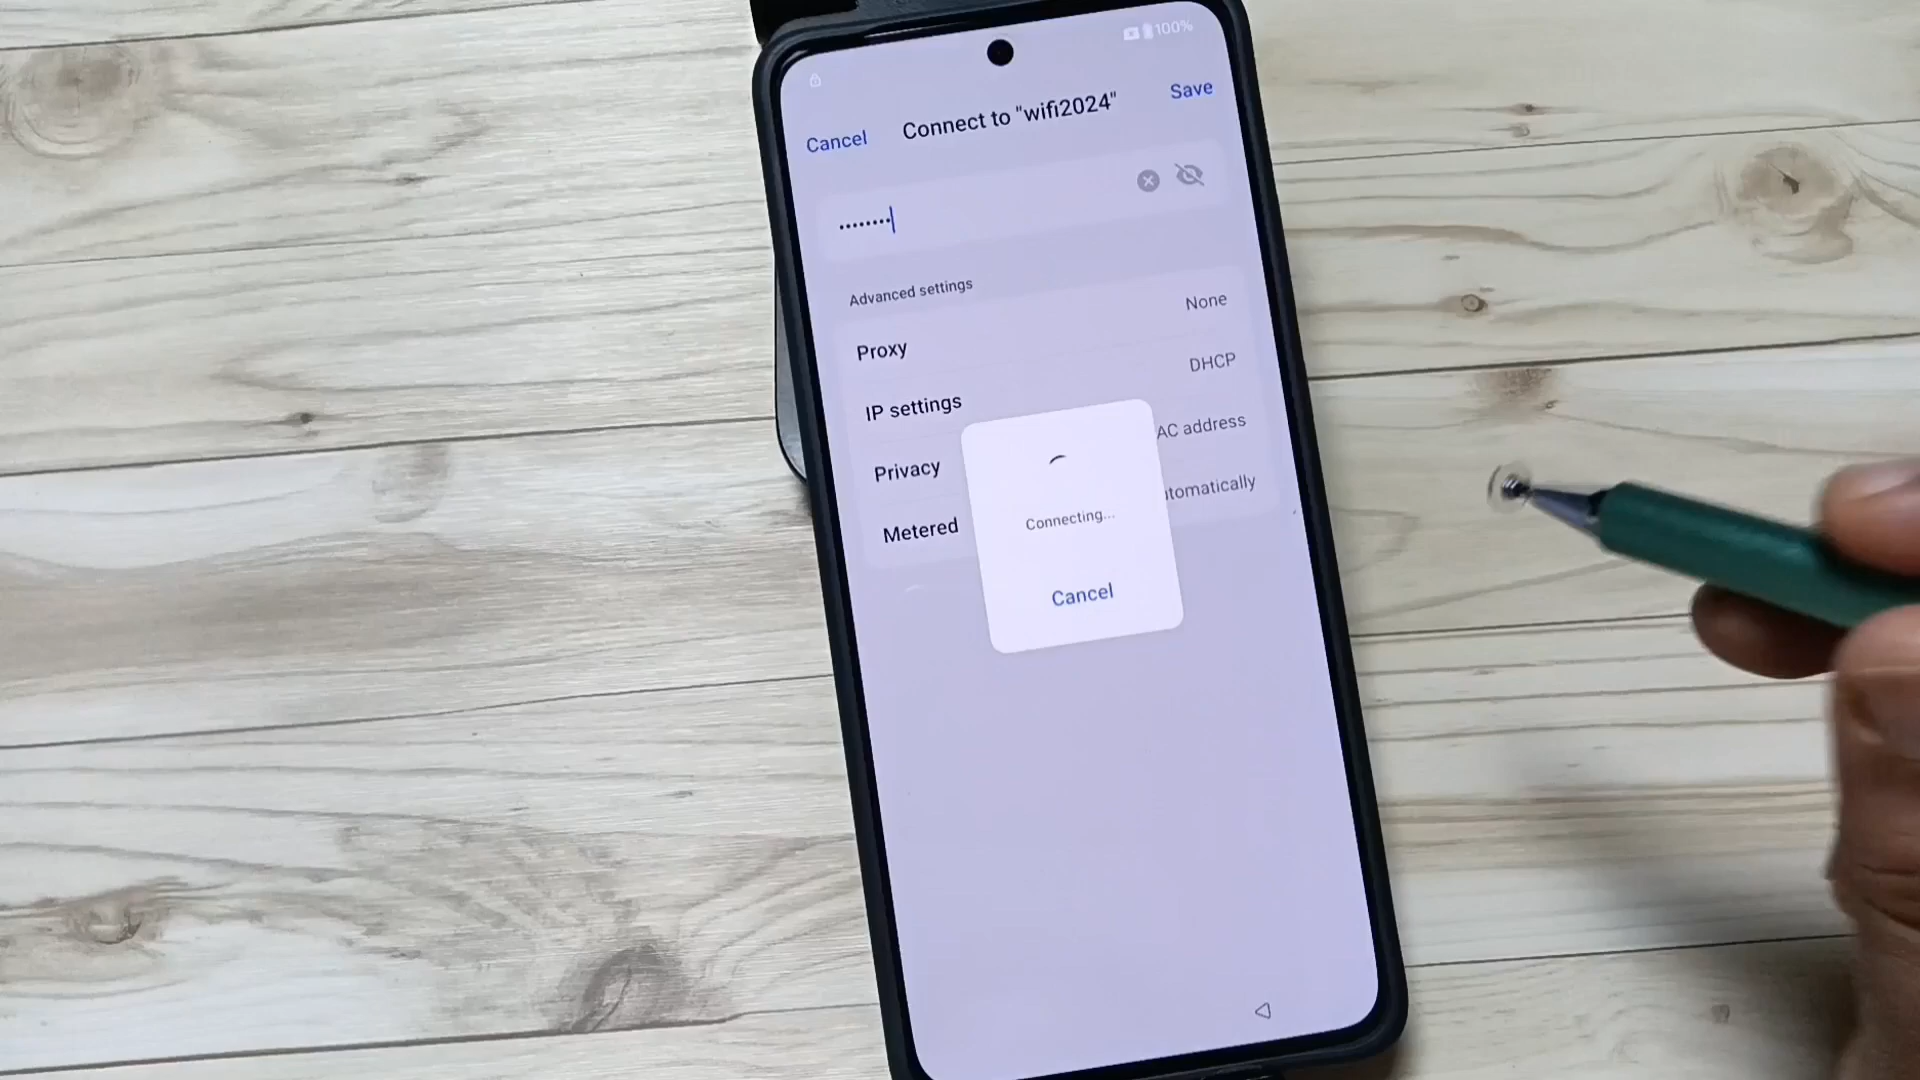 100%
Cancel
Connect to "wifi2024"
Save
••••••••
Advanced settings
Proxy
None
IP settings
DHCP
Privacy
AC address
Metered
utomatically
Connecting...
Cancel